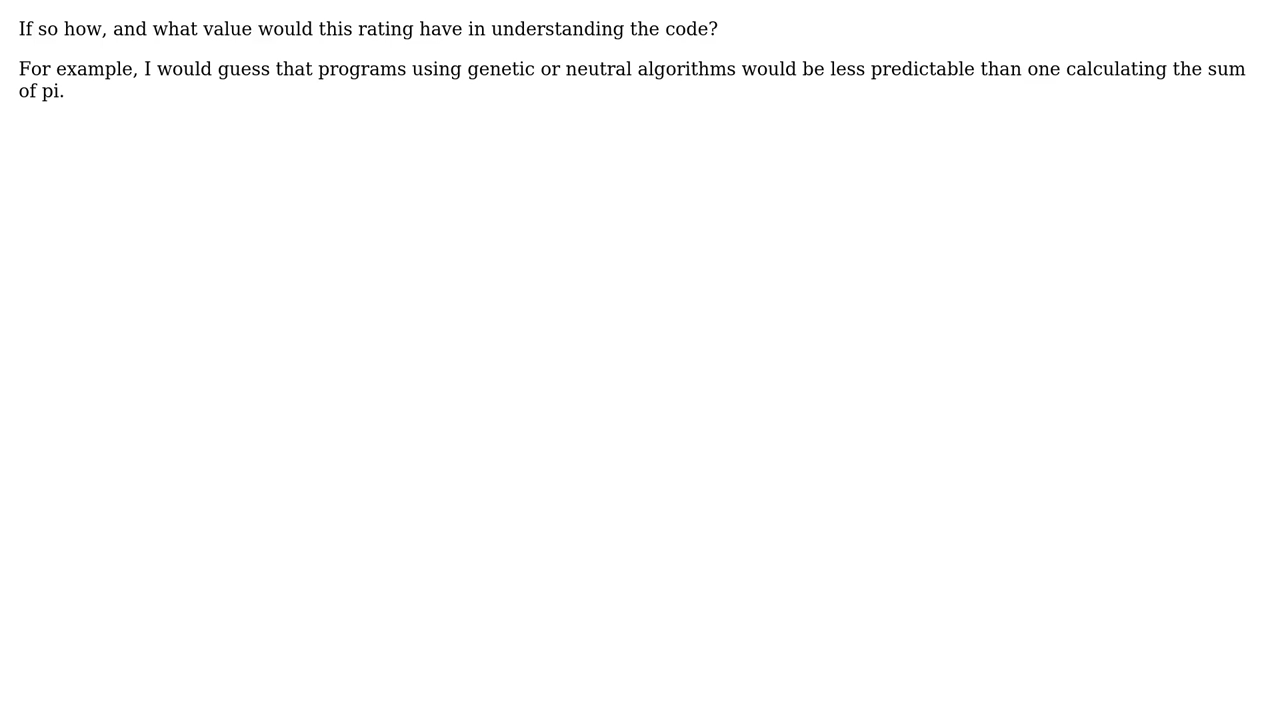 If so how, and what value would this rating have in understanding the code?
For example, I would guess that programs using genetic or neutral algorithms would be less predictable than one calculating the sum
of pi.